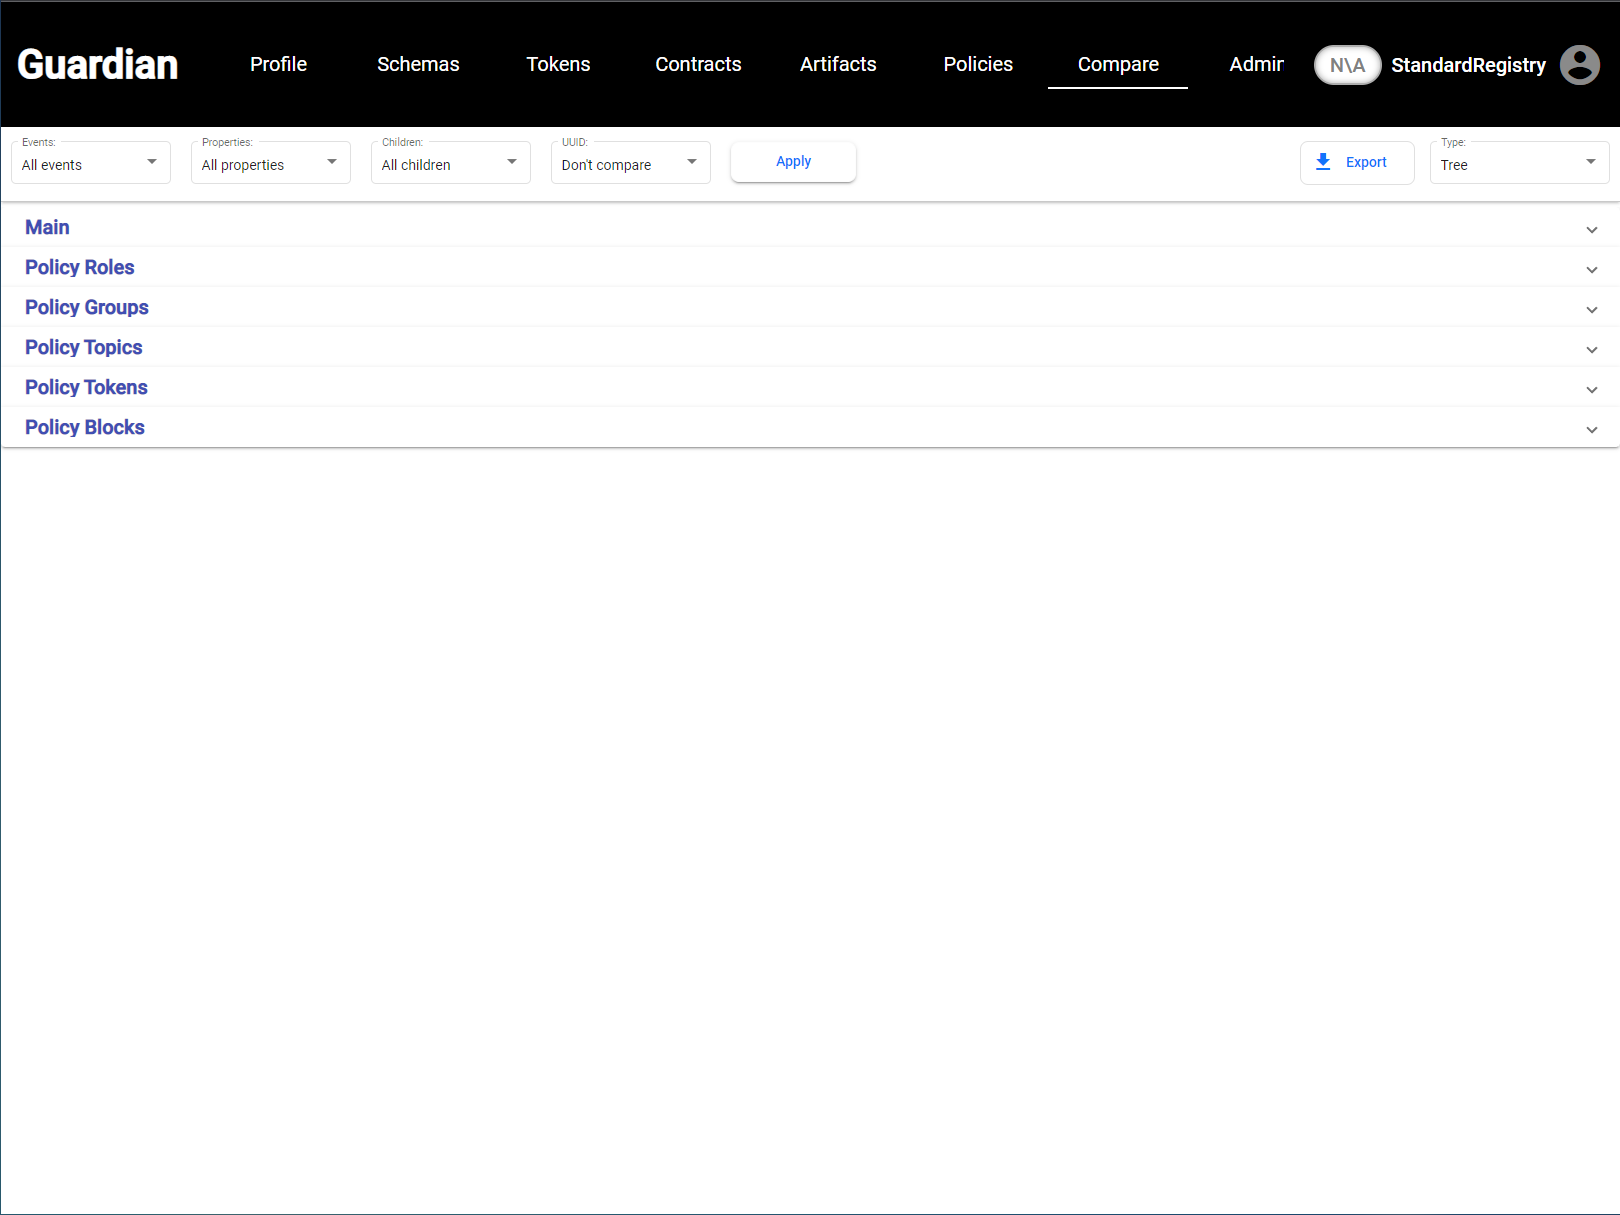 Guardian Profile Schemas Tokens Contracts Artifacts Policies Compare Admin N\A StandardRegistry
Events: Properties: Children: UUID: Type:
All events All properties All children Don't compare Apply Export Tree
Main
Policy Roles
Policy Groups
Policy Topics
Policy Tokens
Policy Blocks